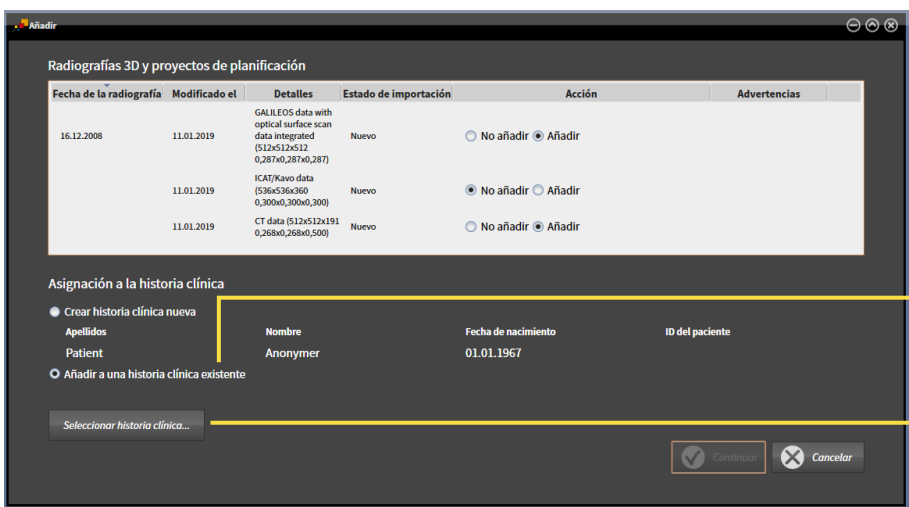 Añadir
Radiografías 3D y proyectos de planificación
Fecha de la radiografía Modificado el Detalles Estado de importación Acción Advertencias
GALILEOS data with
optical surface scan
16.12.2008 11.01.2019 data integrated Nuevo No añadir Añadir
(512x512x512
0,287x0,287x0,287)
ICAT/Kavo data
11.01.2019 (536x536x360 Nuevo No añadir Añadir
0,300x0,300x0,300)
11.01.2019 CT data (512x512x191 Nuevo No añadir Añadir
0,268x0,268x0,500)
Asignación a la historia clínica
Crear historia clínica nueva
Apellidos Nombre Fecha de nacimiento ID del paciente
Patient Anonymer 01.01.1967
Añadir a una historia clínica existente
Seleccionar historia clínica...
Continuar Cancelar